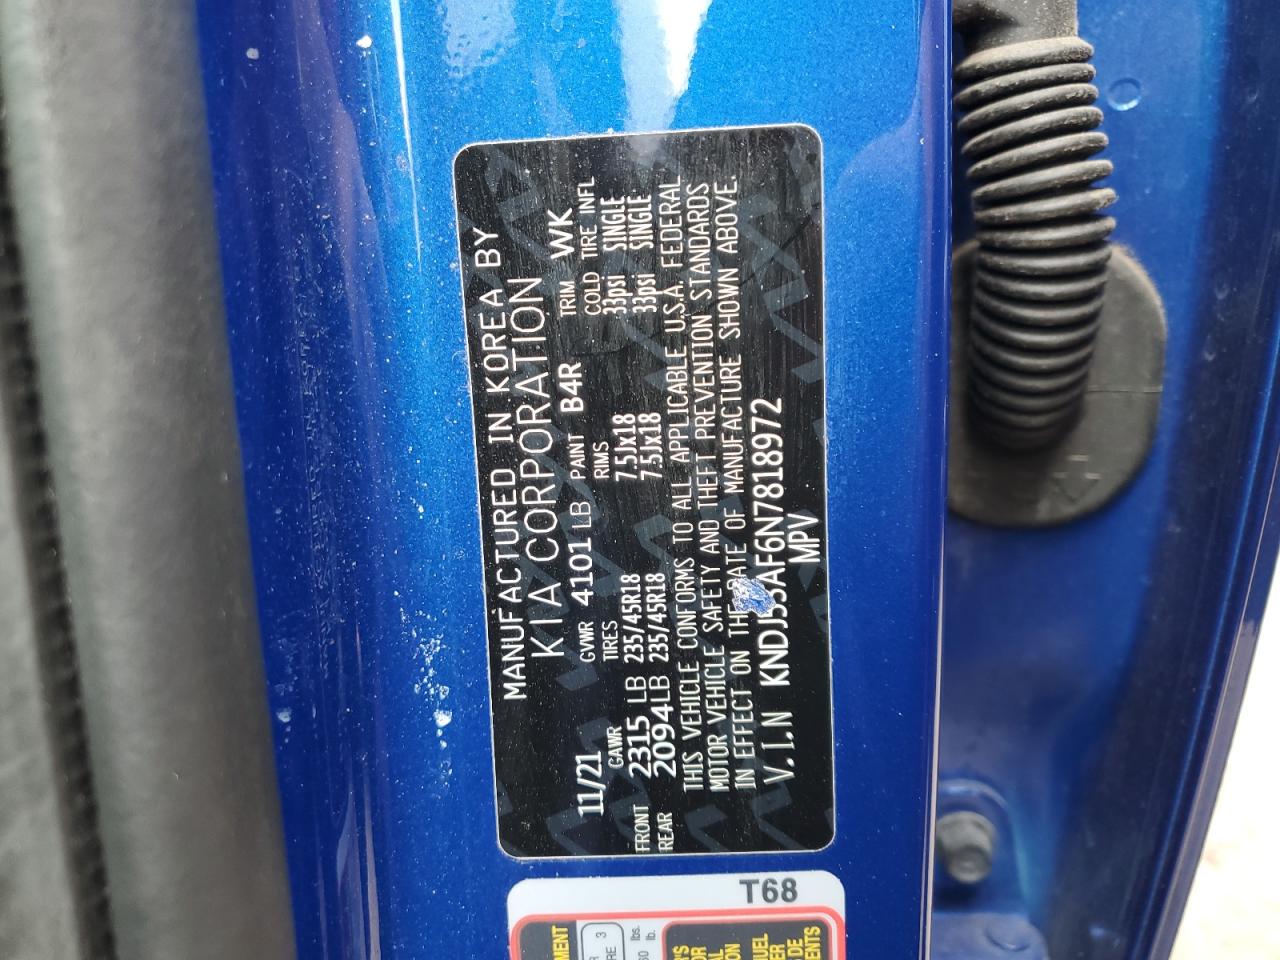 MANUFACTURED IN KOREA BY
KIA CORPORATION
11/21 GVWR 4101 LB PAINT B4R TRIM WK
GAWR TIRES RIMS COLD TIRE INFL
FRONT 2315 LB 235/45R18 7.5Jx18 33psi SINGLE
REAR 2094LB 235/45R18 7.5Jx18 33psi SINGLE
THIS VEHICLE CONFORMS TO ALL APPLICABLE U.S.A. FEDERAL
MOTOR VEHICLE SAFETY AND THEFT PREVENTION STANDARDS
IN EFFECT ON THE DATE OF MANUFACTURE SHOWN ABOVE.
V.I.N KNDJ53AF6N7818972
MPV
T68